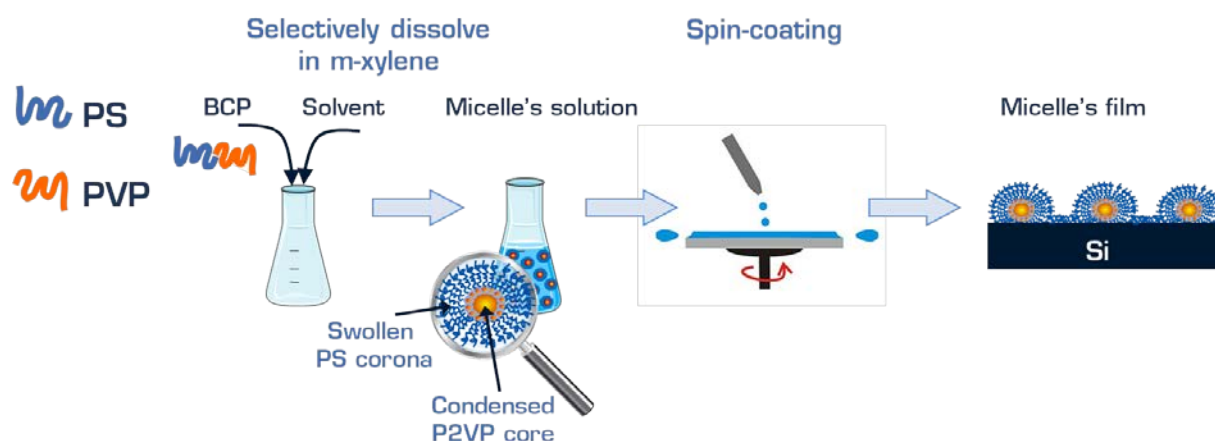 Selectively dissolve
in m-xylene
Spin-coating
PS
BCP
Solvent
Micelle's solution
Micelle's film
PVP
Si
Swollen
PS corona
Condensed
P2VP core